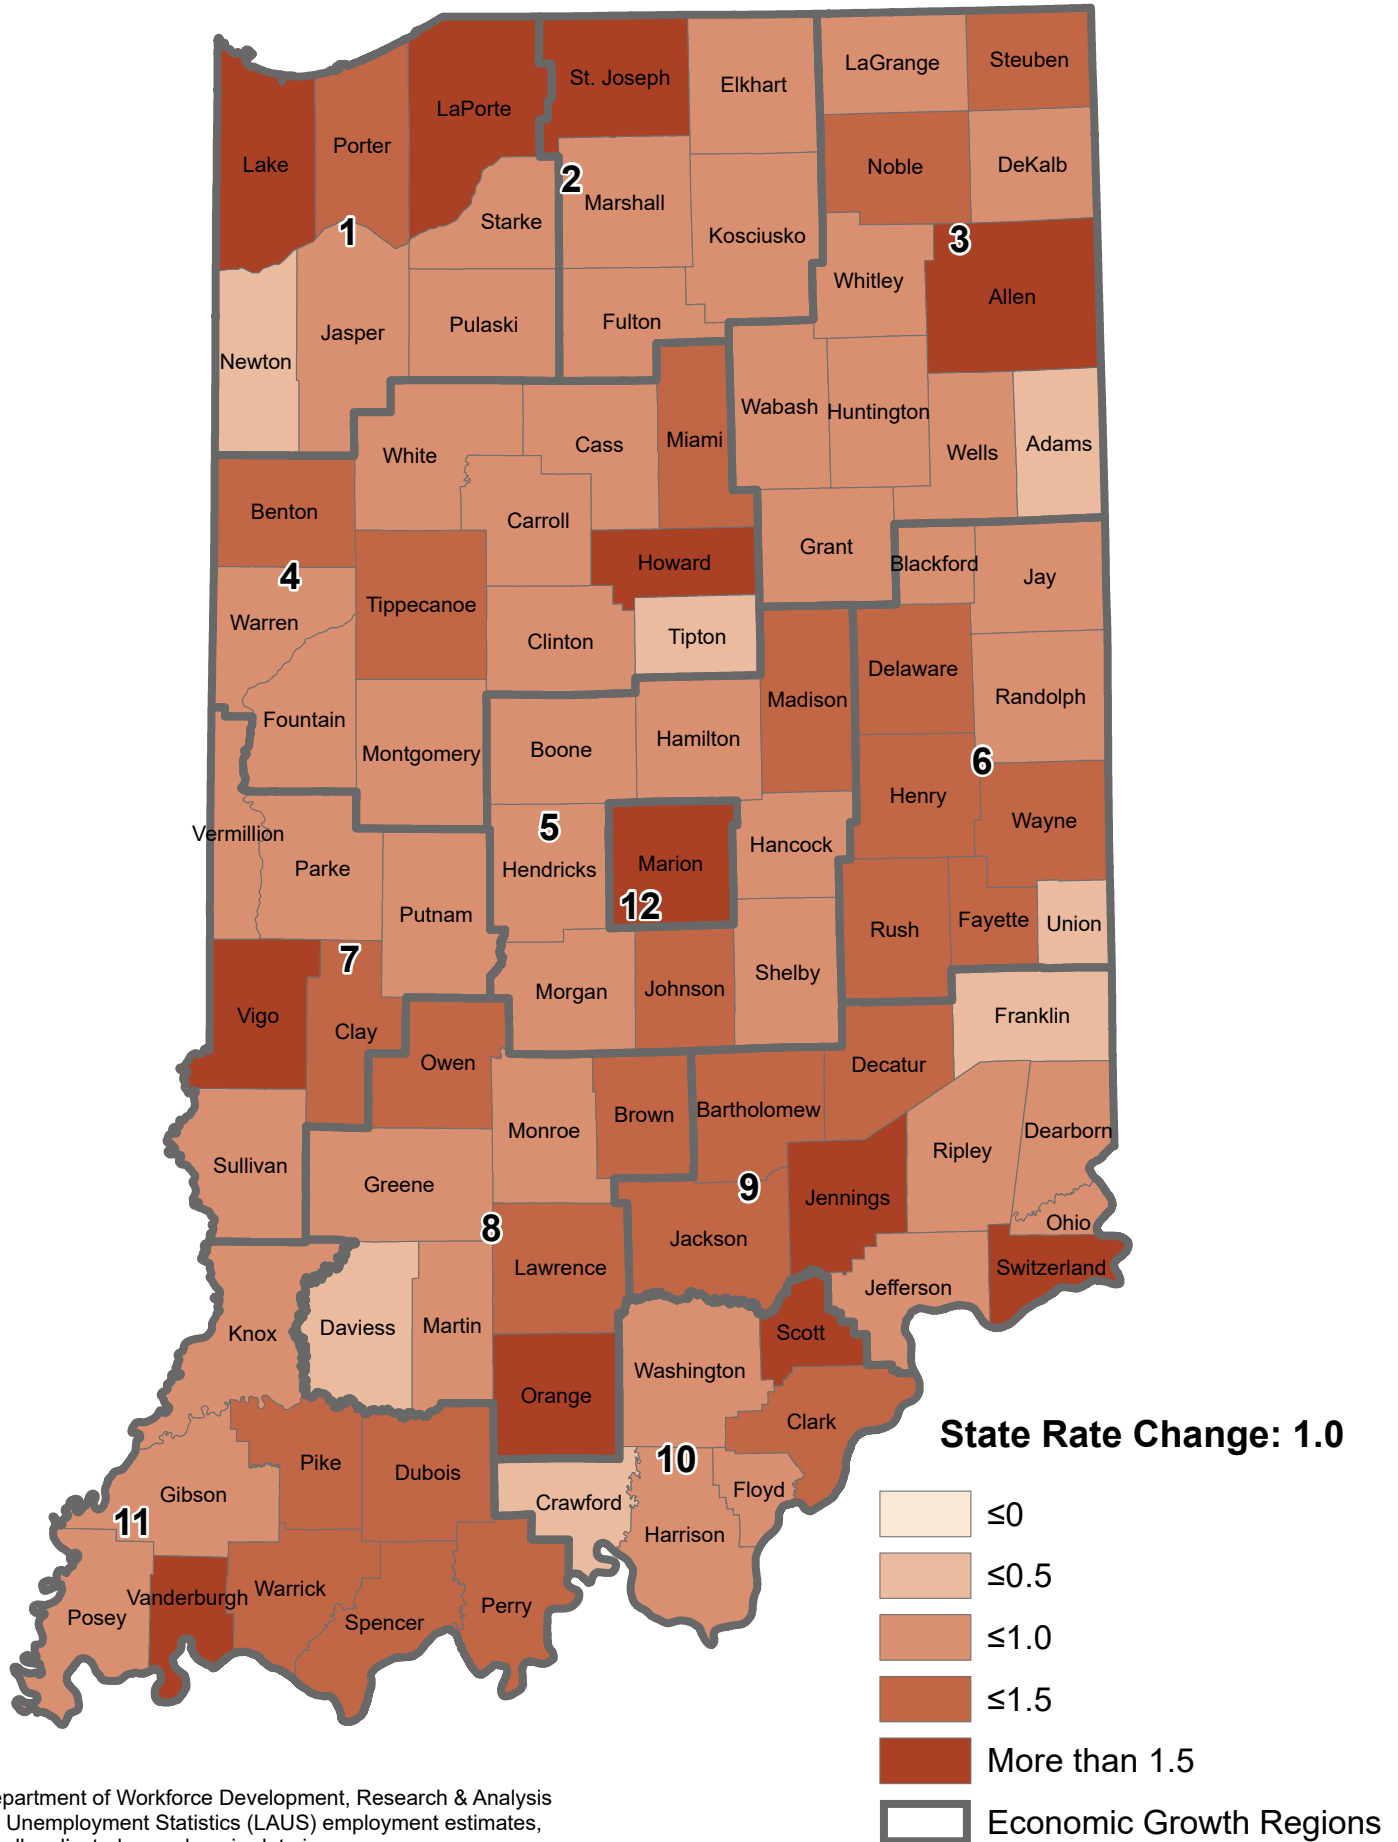 St. Joseph
Elkhart
LaGrange
Steuben
LaPorte
Porter
Lake
Noble
DeKalb
2
Marshall
Starke
1
Kosciusko
3
Whitley
Allen
Newton
Jasper
Pulaski
Fulton
Wabash
Huntington
Wells
Adams
White
Cass
Miami
Benton
Carroll
Grant
Howard
Blackford
Jay
4
Tippecanoe
Warren
Clinton
Tipton
Delaware
Randolph
Madison
Fountain
Montgomery
Boone
Hamilton
6
Henry
Wayne
Vermillion
5
Parke
Hendricks
Marion
Hancock
12
Putnam
Rush
Fayette
Union
7
Morgan
Johnson
Shelby
Vigo
Clay
Franklin
Owen
Decatur
Brown
Bartholomew
Monroe
Dearborn
Ripley
Sullivan
Greene
9
Jennings
8
Jackson
Ohio
Lawrence
Switzerland
Jefferson
Knox
Daviess
Martin
Scott
Washington
Orange
Clark
10
Pike
Dubois
Gibson
Crawford
Floyd
11
Harrison
Vanderburgh
Warrick
Posey
Spencer
Perry
State Rate Change: 1.0
≤0
≤0.5
≤1.0
≤1.5
More than 1.5
Economic Growth Regions
partment of Workforce Development, Research & Analysis
Unemployment Statistics (LAUS) employment estimates,